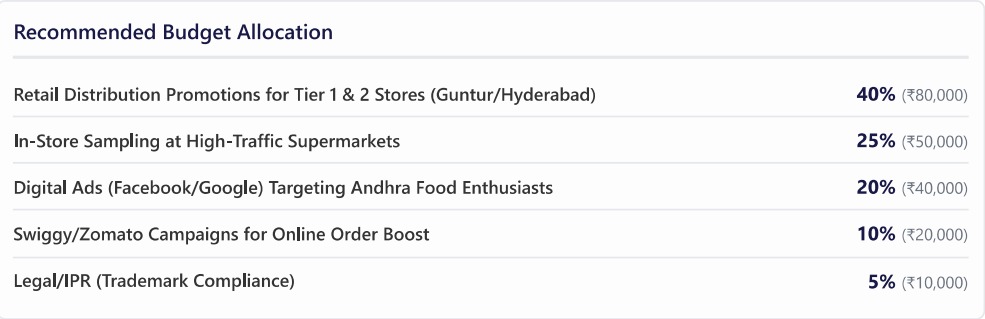 Recommended Budget Allocation
Retail Distribution Promotions for Tier 1 & 2 Stores (Guntur/Hyderabad) 40% (₹80,000)
In-Store Sampling at High-Traffic Supermarkets 25% (₹50,000)
Digital Ads (Facebook/Google) Targeting Andhra Food Enthusiasts 20% (₹40,000)
Swiggy/Zomato Campaigns for Online Order Boost 10% (₹20,000)
Legal/IPR (Trademark Compliance) 5% (₹10,000)